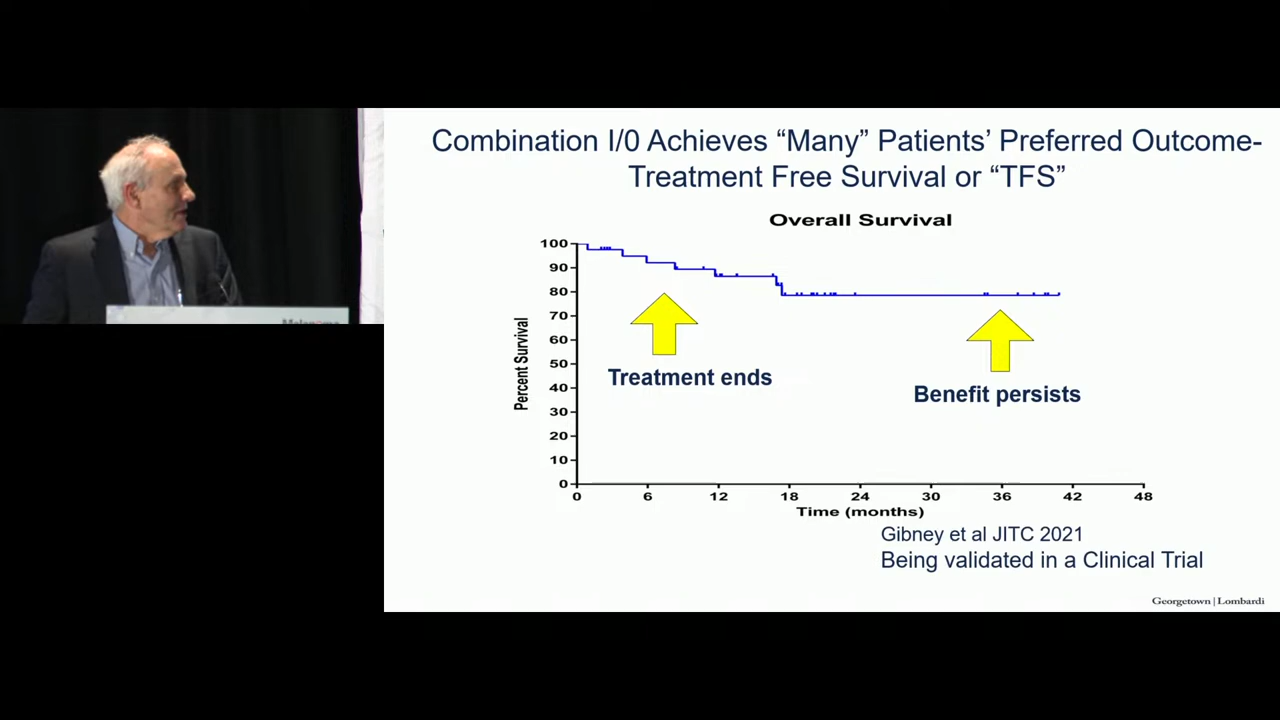 Combination I/0 Achieves “Many” Patients’ Preferred Outcome-
Treatment Free Survival or “TFS”
Overall Survival
Percent Survival
100
90
80
70
60
50
40
30
20
10
0
Treatment ends
Benefit persists
0 6 12 18 24 30 36 42 48
Time (months)
Gibney et al JITC 2021
Being validated in a Clinical Trial
Georgetown | Lombardi